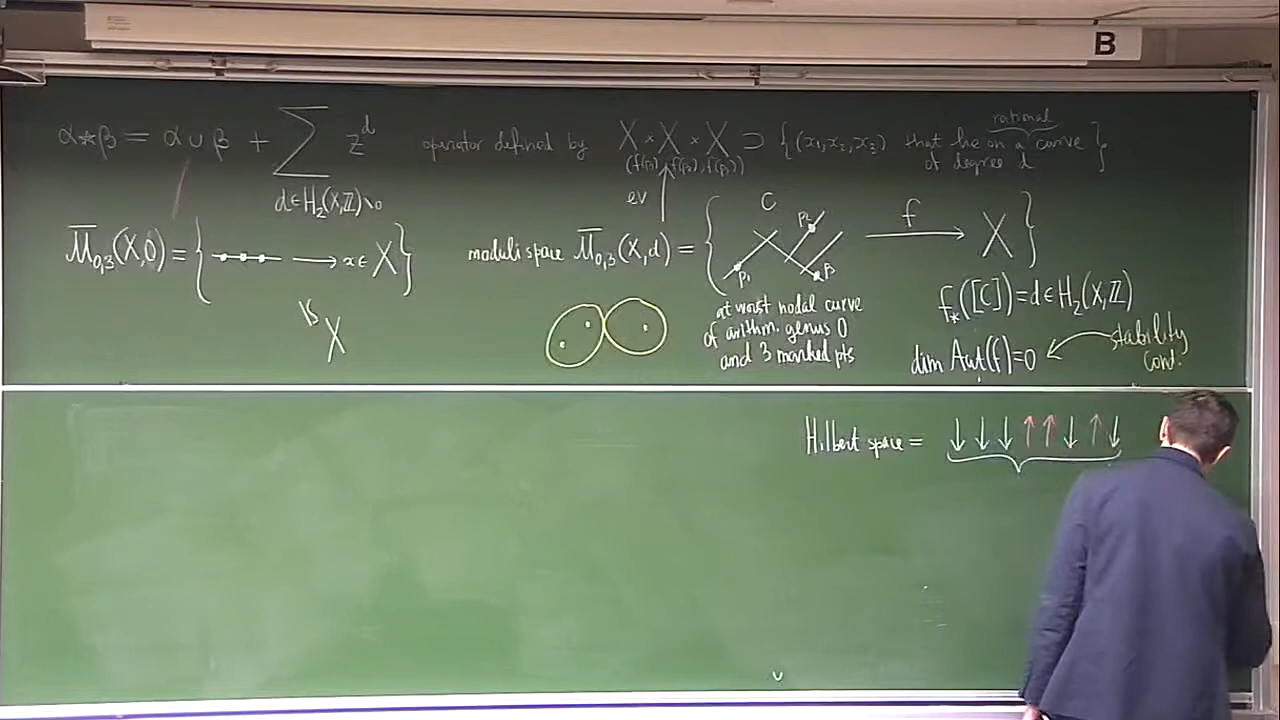 B
α⋆β = α∪β + ∑ z^d operator defined by X × X × X ⊃ {(x₁,x₂,x₃) that lie on a rational curve of degree d}
d∈H₂(X,ℤ)∖0
(f(p₁), f(p₂), f(p₃))
ev
M̄₀,₃(X,0) = { ⟶ x∈X}
≅
X
moduli space M̄₀,₃(X,d) = { C f ⟶ X }
p₁ p₂ p₃
at worst nodal curve
of arithm. genus 0
and 3 marked pts
f⋆([C]) = d ∈ H₂(X,ℤ)
dim Aut(f)=0 ← stability
cond.
Hilbert space = ↓↓↓↑↑↓↑↓